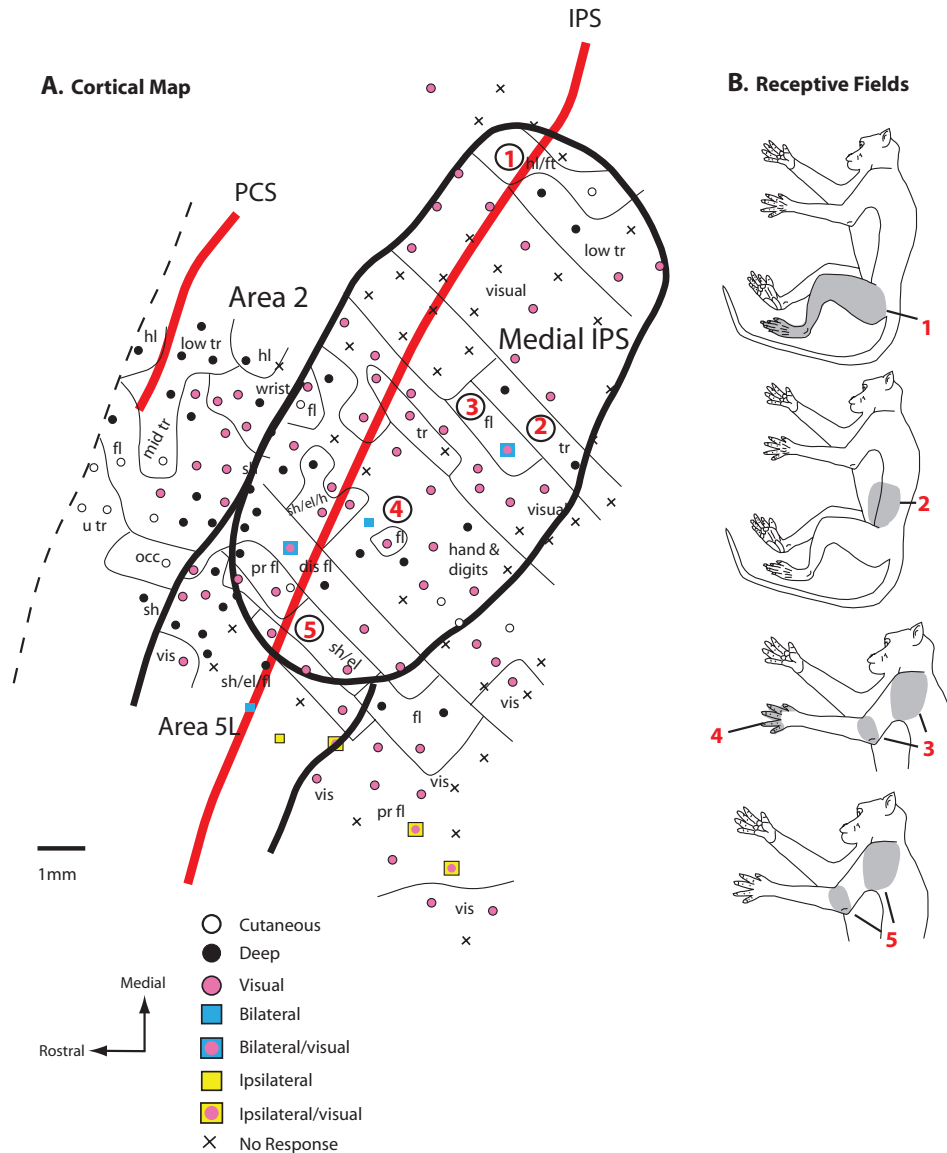 IPS
A. Cortical Map
B. Receptive Fields
1
hl/ft
PCS
low tr
visual
Area 2
1
hl
low tr
hl
Medial IPS
wrist
fl
3
fl
2
tr
mid tr
tr
fl
sh
sh/el/h
visual
2
4
fl
u tr
occ
hand &
digits
pr fl
dis fl
sh
5
sh/el
vis
sh/el/fl
vis
fl
4
3
Area 5L
vis
vis
pr fl
1mm
vis
5
Cutaneous
Deep
Medial
Visual
Bilateral
Rostral
Bilateral/visual
Ipsilateral
Ipsilateral/visual
No Response